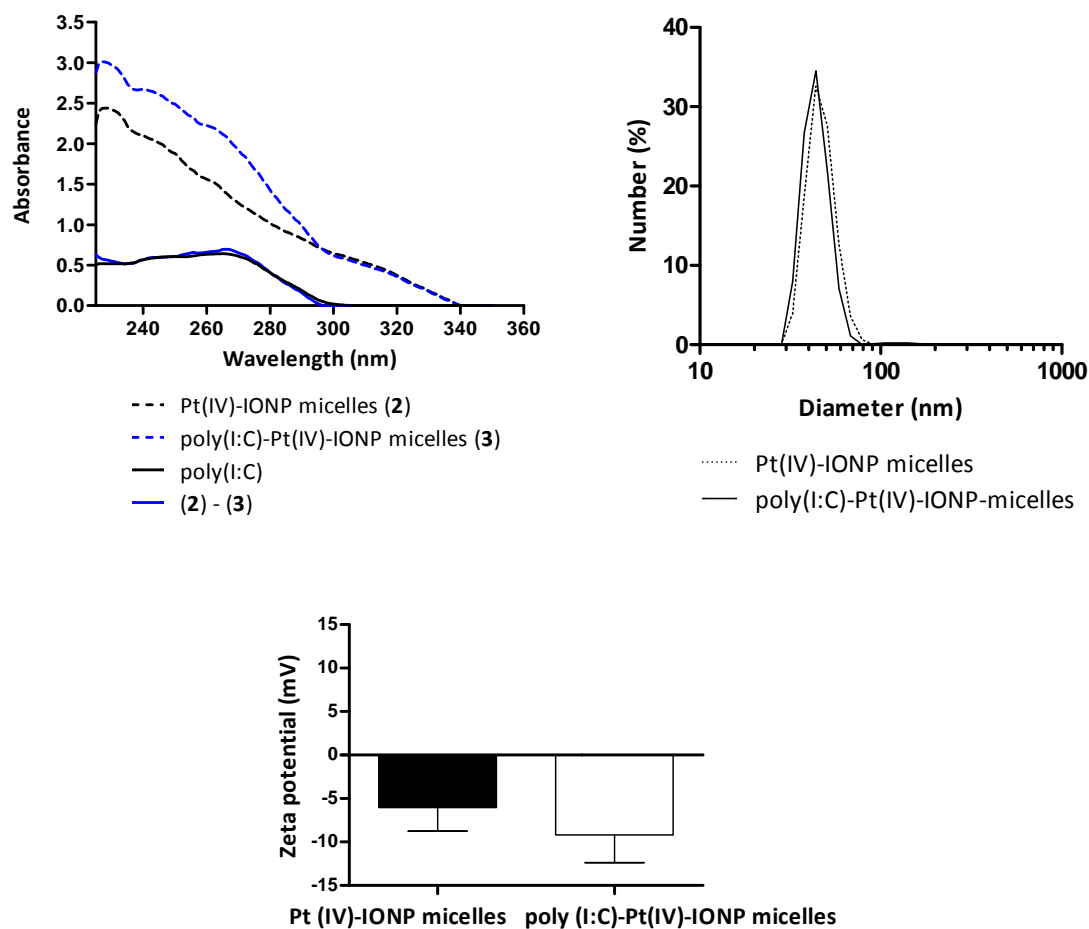 3.5
3.0
2.5
2.0
1.5
1.0
0.5
0.0
Absorbance
240 260 280 300 320 340 360
Wavelength (nm)
Pt(IV)-IONP micelles (2)
poly(I:C)-Pt(IV)-IONP micelles (3)
poly(I:C)
(2) - (3)
40
30
20
10
0
Number (%)
10 100 1000
Diameter (nm)
Pt(IV)-IONP micelles
poly(I:C)-Pt(IV)-IONP-micelles
15
10
5
0
-5
-10
-15
Zeta potential (mV)
Pt (IV)-IONP micelles poly (I:C)-Pt(IV)-IONP micelles